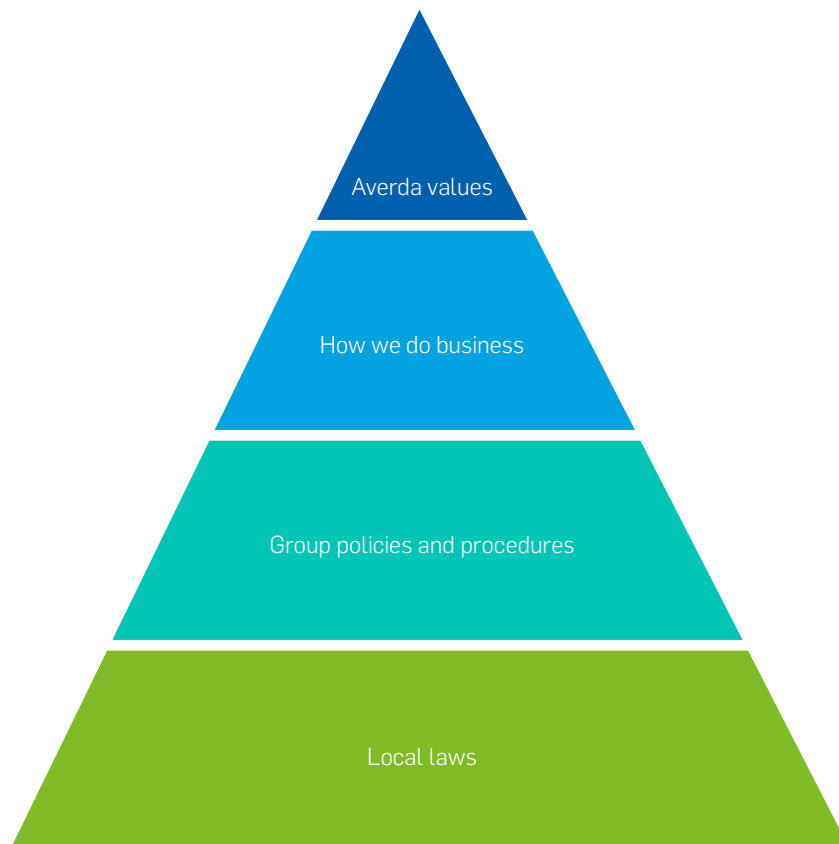 Averda values
How we do business
Group policies and procedures
Local laws